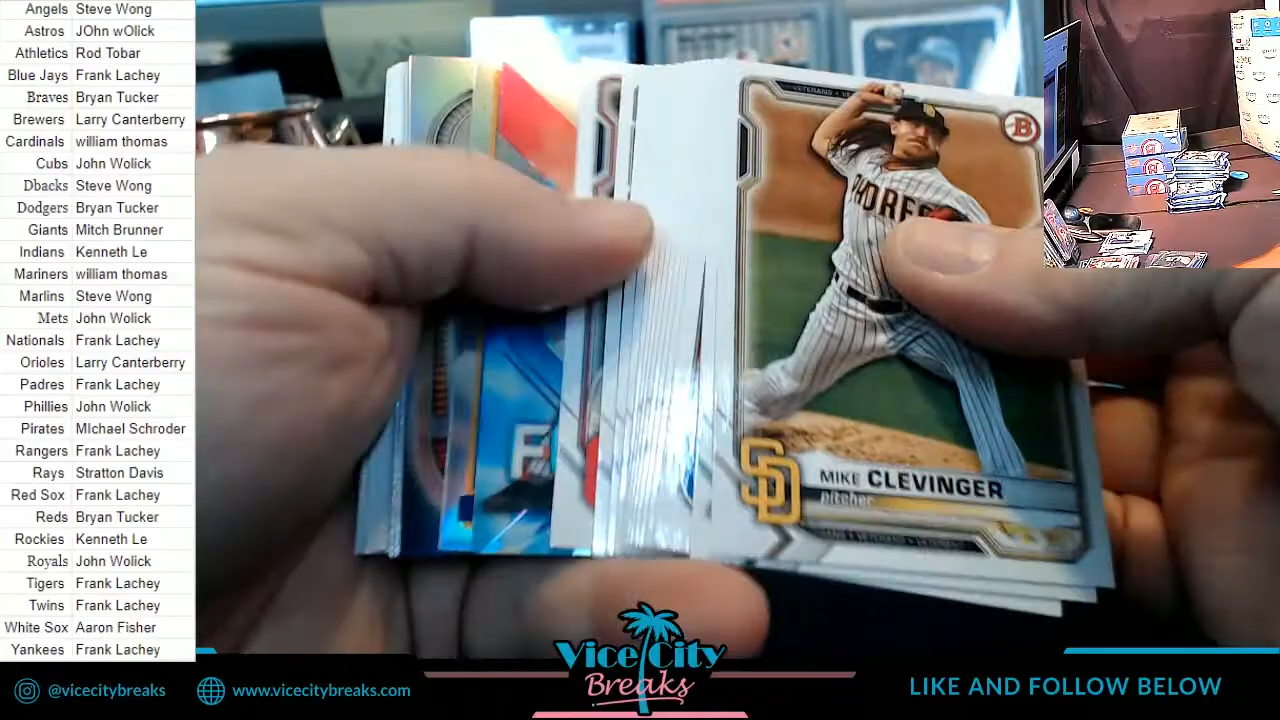 Angels Steve Wong
Astros JOhn wOlick
Athletics Rod Tobar
Blue Jays Frank Lachey
Braves Bryan Tucker
Brewers Larry Canterberry
Cardinals william thomas
Cubs John Wolick
Dbacks Steve Wong
Dodgers Bryan Tucker
Giants Mitch Brunner
Indians Kenneth Le
Mariners william thomas
Marlins Steve Wong
Mets John Wolick
Nationals Frank Lachey
Orioles Larry Canterberry
Padres Frank Lachey
Phillies John Wolick
Pirates MIchael Schroder
Rangers Frank Lachey
Rays Stratton Davis
Red Sox Frank Lachey
Reds Bryan Tucker
Rockies Kenneth Le
Royals John Wolick
Tigers Frank Lachey
Twins Frank Lachey
White Sox Aaron Fisher
Yankees Frank Lachey
B
PADRES
SD
MIKE CLEVINGER
pitcher
Vice City
Breaks
@vicecitybreaks
www.vicecitybreaks.com
LIKE AND FOLLOW BELOW